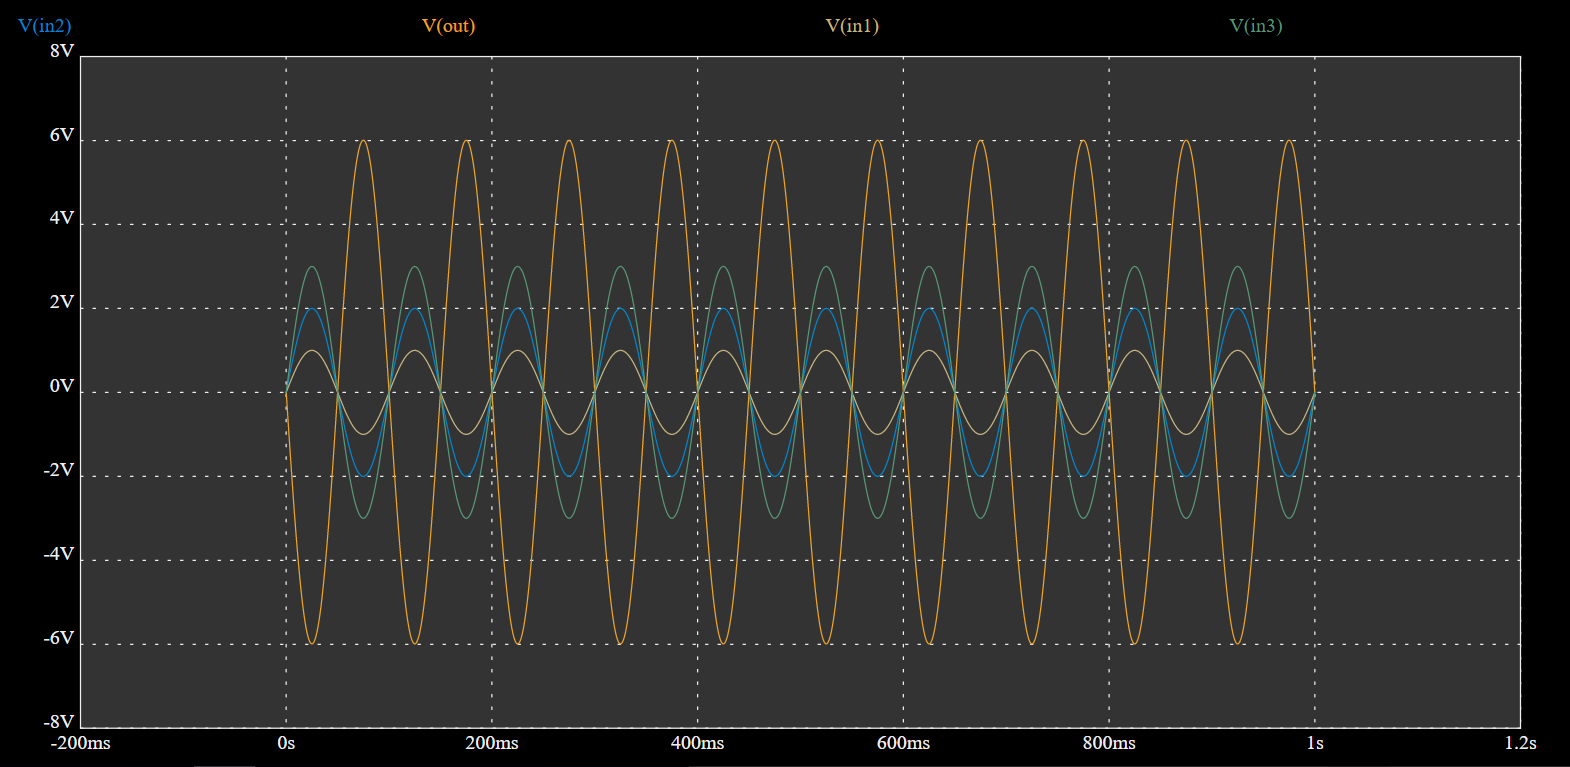 V(in2) V(out) V(in1) V(in3)
8V
6V
4V
2V
0V
-2V
-4V
-6V
-8V
-200ms 0s 200ms 400ms 600ms 800ms 1s 1.2s